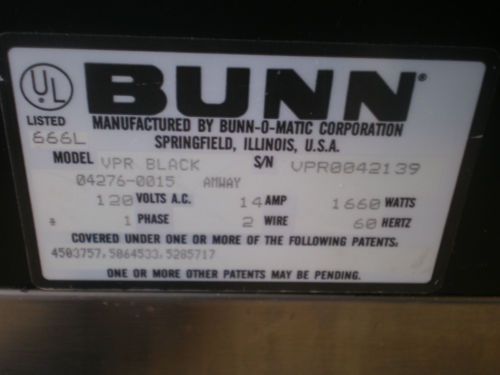 UL
BUNN®
LISTED
666L
MANUFACTURED BY BUNN-O-MATIC CORPORATION
SPRINGFIELD, ILLINOIS, U.S.A.
MODEL VPR BLACK S/N VPR0042139
04276-0015 AMWAY
120 VOLTS A.C. 14 AMP 1660 WATTS
* 1 PHASE 2 WIRE 60 HERTZ
COVERED UNDER ONE OR MORE OF THE FOLLOWING PATENTS:
4503757,5064533,5285717
ONE OR MORE OTHER PATENTS MAY BE PENDING.